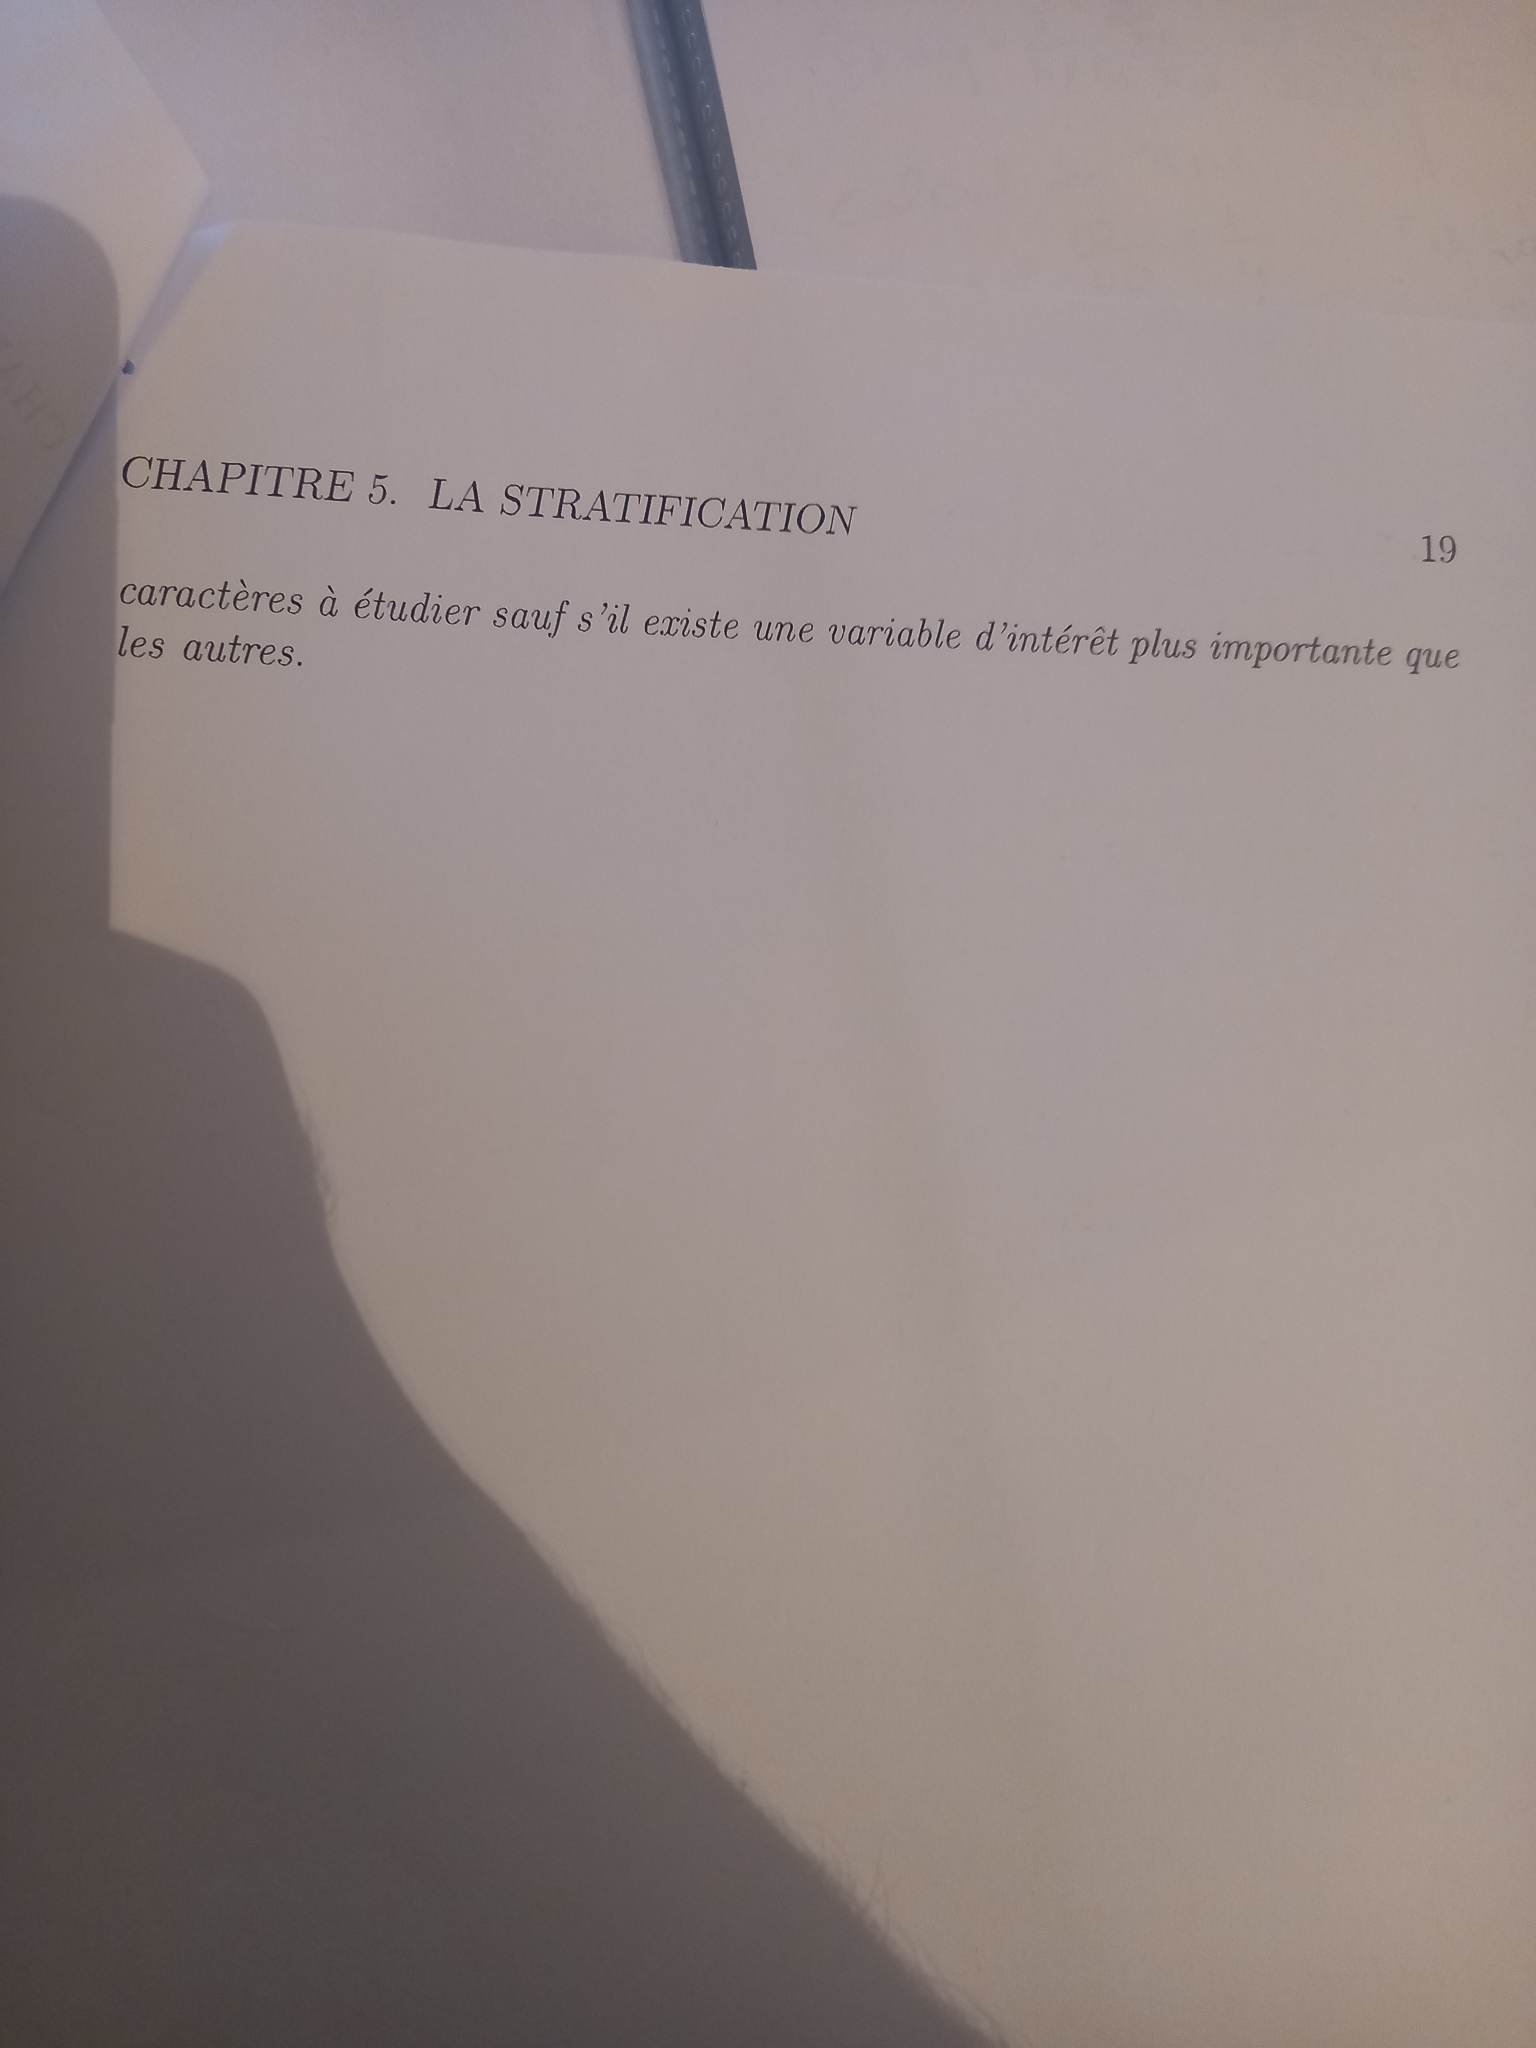 CHAPITRE 5. LA STRATIFICATION 19
caractères à étudier sauf s'il existe une variable d'intérêt plus importante que
les autres.